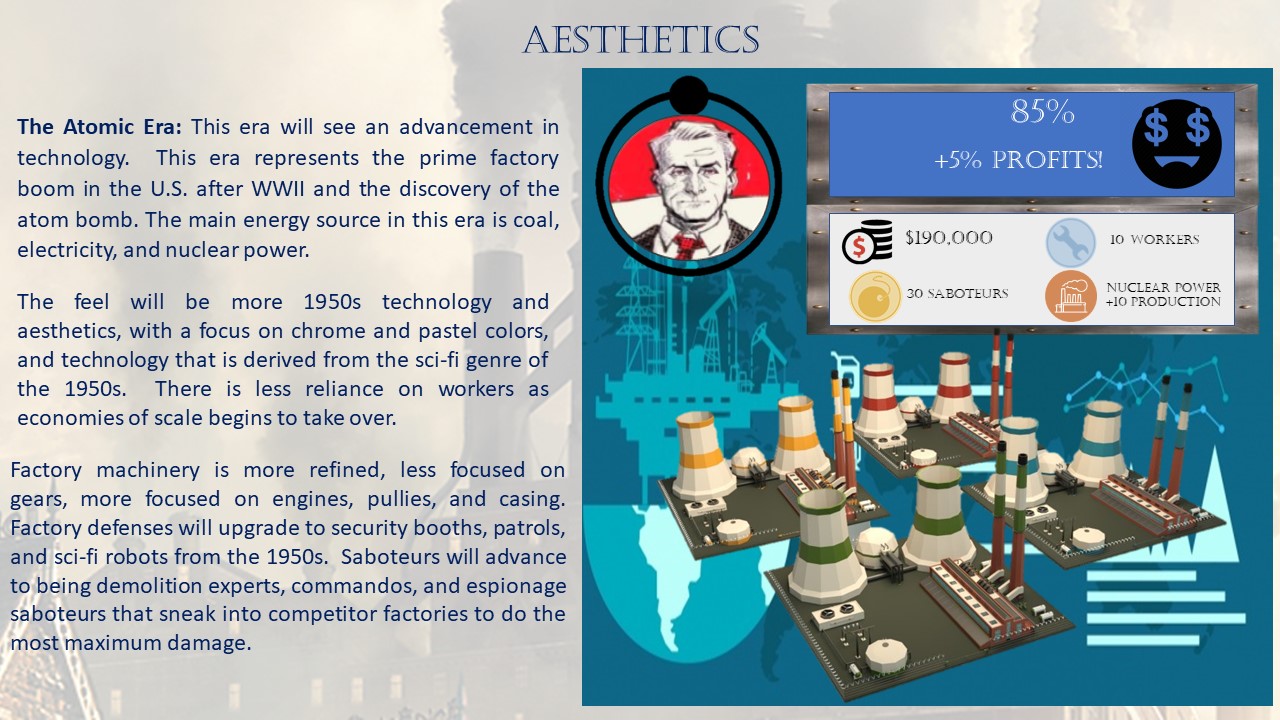 AESTHETICS
The Atomic Era: This era will see an advancement in
technology. This era represents the prime factory
boom in the U.S. after WWII and the discovery of the
atom bomb. The main energy source in this era is coal,
electricity, and nuclear power.
The feel will be more 1950s technology and
aesthetics, with a focus on chrome and pastel colors,
and technology that is derived from the sci-fi genre of
the 1950s. There is less reliance on workers as
economies of scale begins to take over.
Factory machinery is more refined, less focused on
gears, more focused on engines, pullies, and casing.
Factory defenses will upgrade to security booths, patrols,
and sci-fi robots from the 1950s. Saboteurs will advance
to being demolition experts, commandos, and espionage
saboteurs that sneak into competitor factories to do the
most maximum damage.
85%
+5% PROFITS!
$ $
$
$190,000
10 WORKERS
30 SABOTEURS
NUCLEAR POWER
+10 PRODUCTION